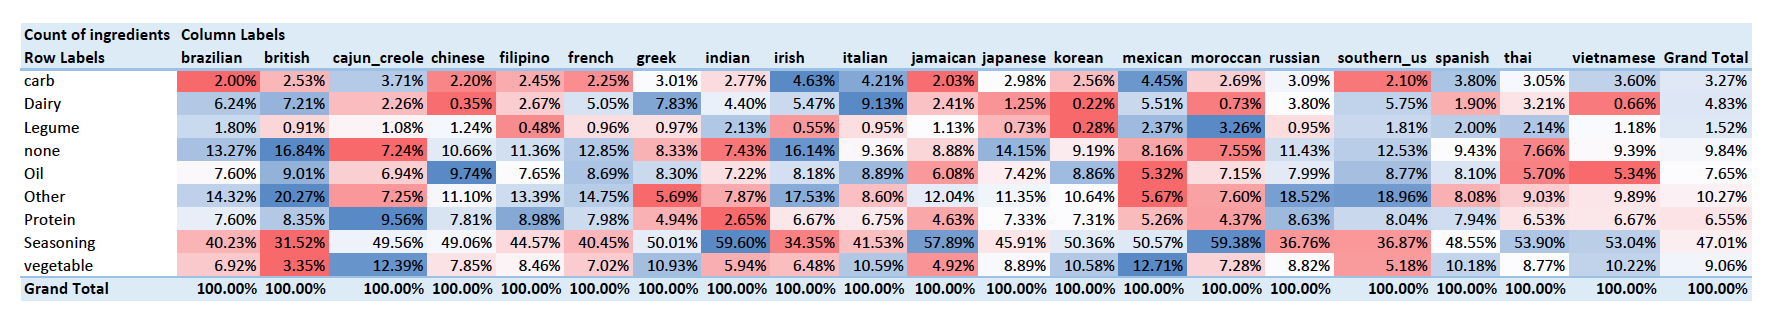 Count of ingredients Column Labels
Row Labels brazilian british cajun_creole chinese filipino french greek indian irish italian jamaican japanese korean mexican moroccan russian southern_us spanish thai vietnamese Grand Total
carb 2.00% 2.53% 3.71% 2.20% 2.45% 2.25% 3.01% 2.77% 4.63% 4.21% 2.03% 2.98% 2.56% 4.45% 2.69% 3.09% 2.10% 3.80% 3.05% 3.60% 3.27%
Dairy 6.24% 7.21% 2.26% 0.35% 2.67% 5.05% 7.83% 4.40% 5.47% 9.13% 2.41% 1.25% 0.22% 5.51% 0.73% 3.80% 5.75% 1.90% 3.21% 0.66% 4.83%
Legume 1.80% 0.91% 1.08% 1.24% 0.48% 0.96% 0.97% 2.13% 0.55% 0.95% 1.13% 0.73% 0.28% 2.37% 3.26% 0.95% 1.81% 2.00% 2.14% 1.18% 1.52%
none 13.27% 16.84% 7.24% 10.66% 11.36% 12.85% 8.33% 7.43% 16.14% 9.36% 8.88% 14.15% 9.19% 8.16% 7.55% 11.43% 12.53% 9.43% 7.66% 9.39% 9.84%
Oil 7.60% 9.01% 6.94% 9.74% 7.65% 8.69% 8.30% 7.22% 8.18% 8.89% 6.08% 7.42% 8.86% 5.32% 7.15% 7.99% 8.77% 8.10% 5.70% 5.34% 7.65%
Other 14.32% 20.27% 7.25% 11.10% 13.39% 14.75% 5.69% 7.87% 17.53% 8.60% 12.04% 11.35% 10.64% 5.67% 7.60% 18.52% 18.96% 8.08% 9.03% 9.89% 10.27%
Protein 7.60% 8.35% 9.56% 7.81% 8.98% 7.98% 4.94% 2.65% 6.67% 6.75% 4.63% 7.33% 7.31% 5.26% 4.37% 8.63% 8.04% 7.94% 6.53% 6.67% 6.55%
Seasoning 40.23% 31.52% 49.56% 49.06% 44.57% 40.45% 50.01% 59.60% 34.35% 41.53% 57.89% 45.91% 50.36% 50.57% 59.38% 36.76% 36.87% 48.55% 53.90% 53.04% 47.01%
vegetable 6.92% 3.35% 12.39% 7.85% 8.46% 7.02% 10.93% 5.94% 6.48% 10.59% 4.92% 8.89% 10.58% 12.71% 7.28% 8.82% 5.18% 10.18% 8.77% 10.22% 9.06%
Grand Total 100.00% 100.00% 100.00% 100.00% 100.00% 100.00% 100.00% 100.00% 100.00% 100.00% 100.00% 100.00% 100.00% 100.00% 100.00% 100.00% 100.00% 100.00% 100.00% 100.00% 100.00%